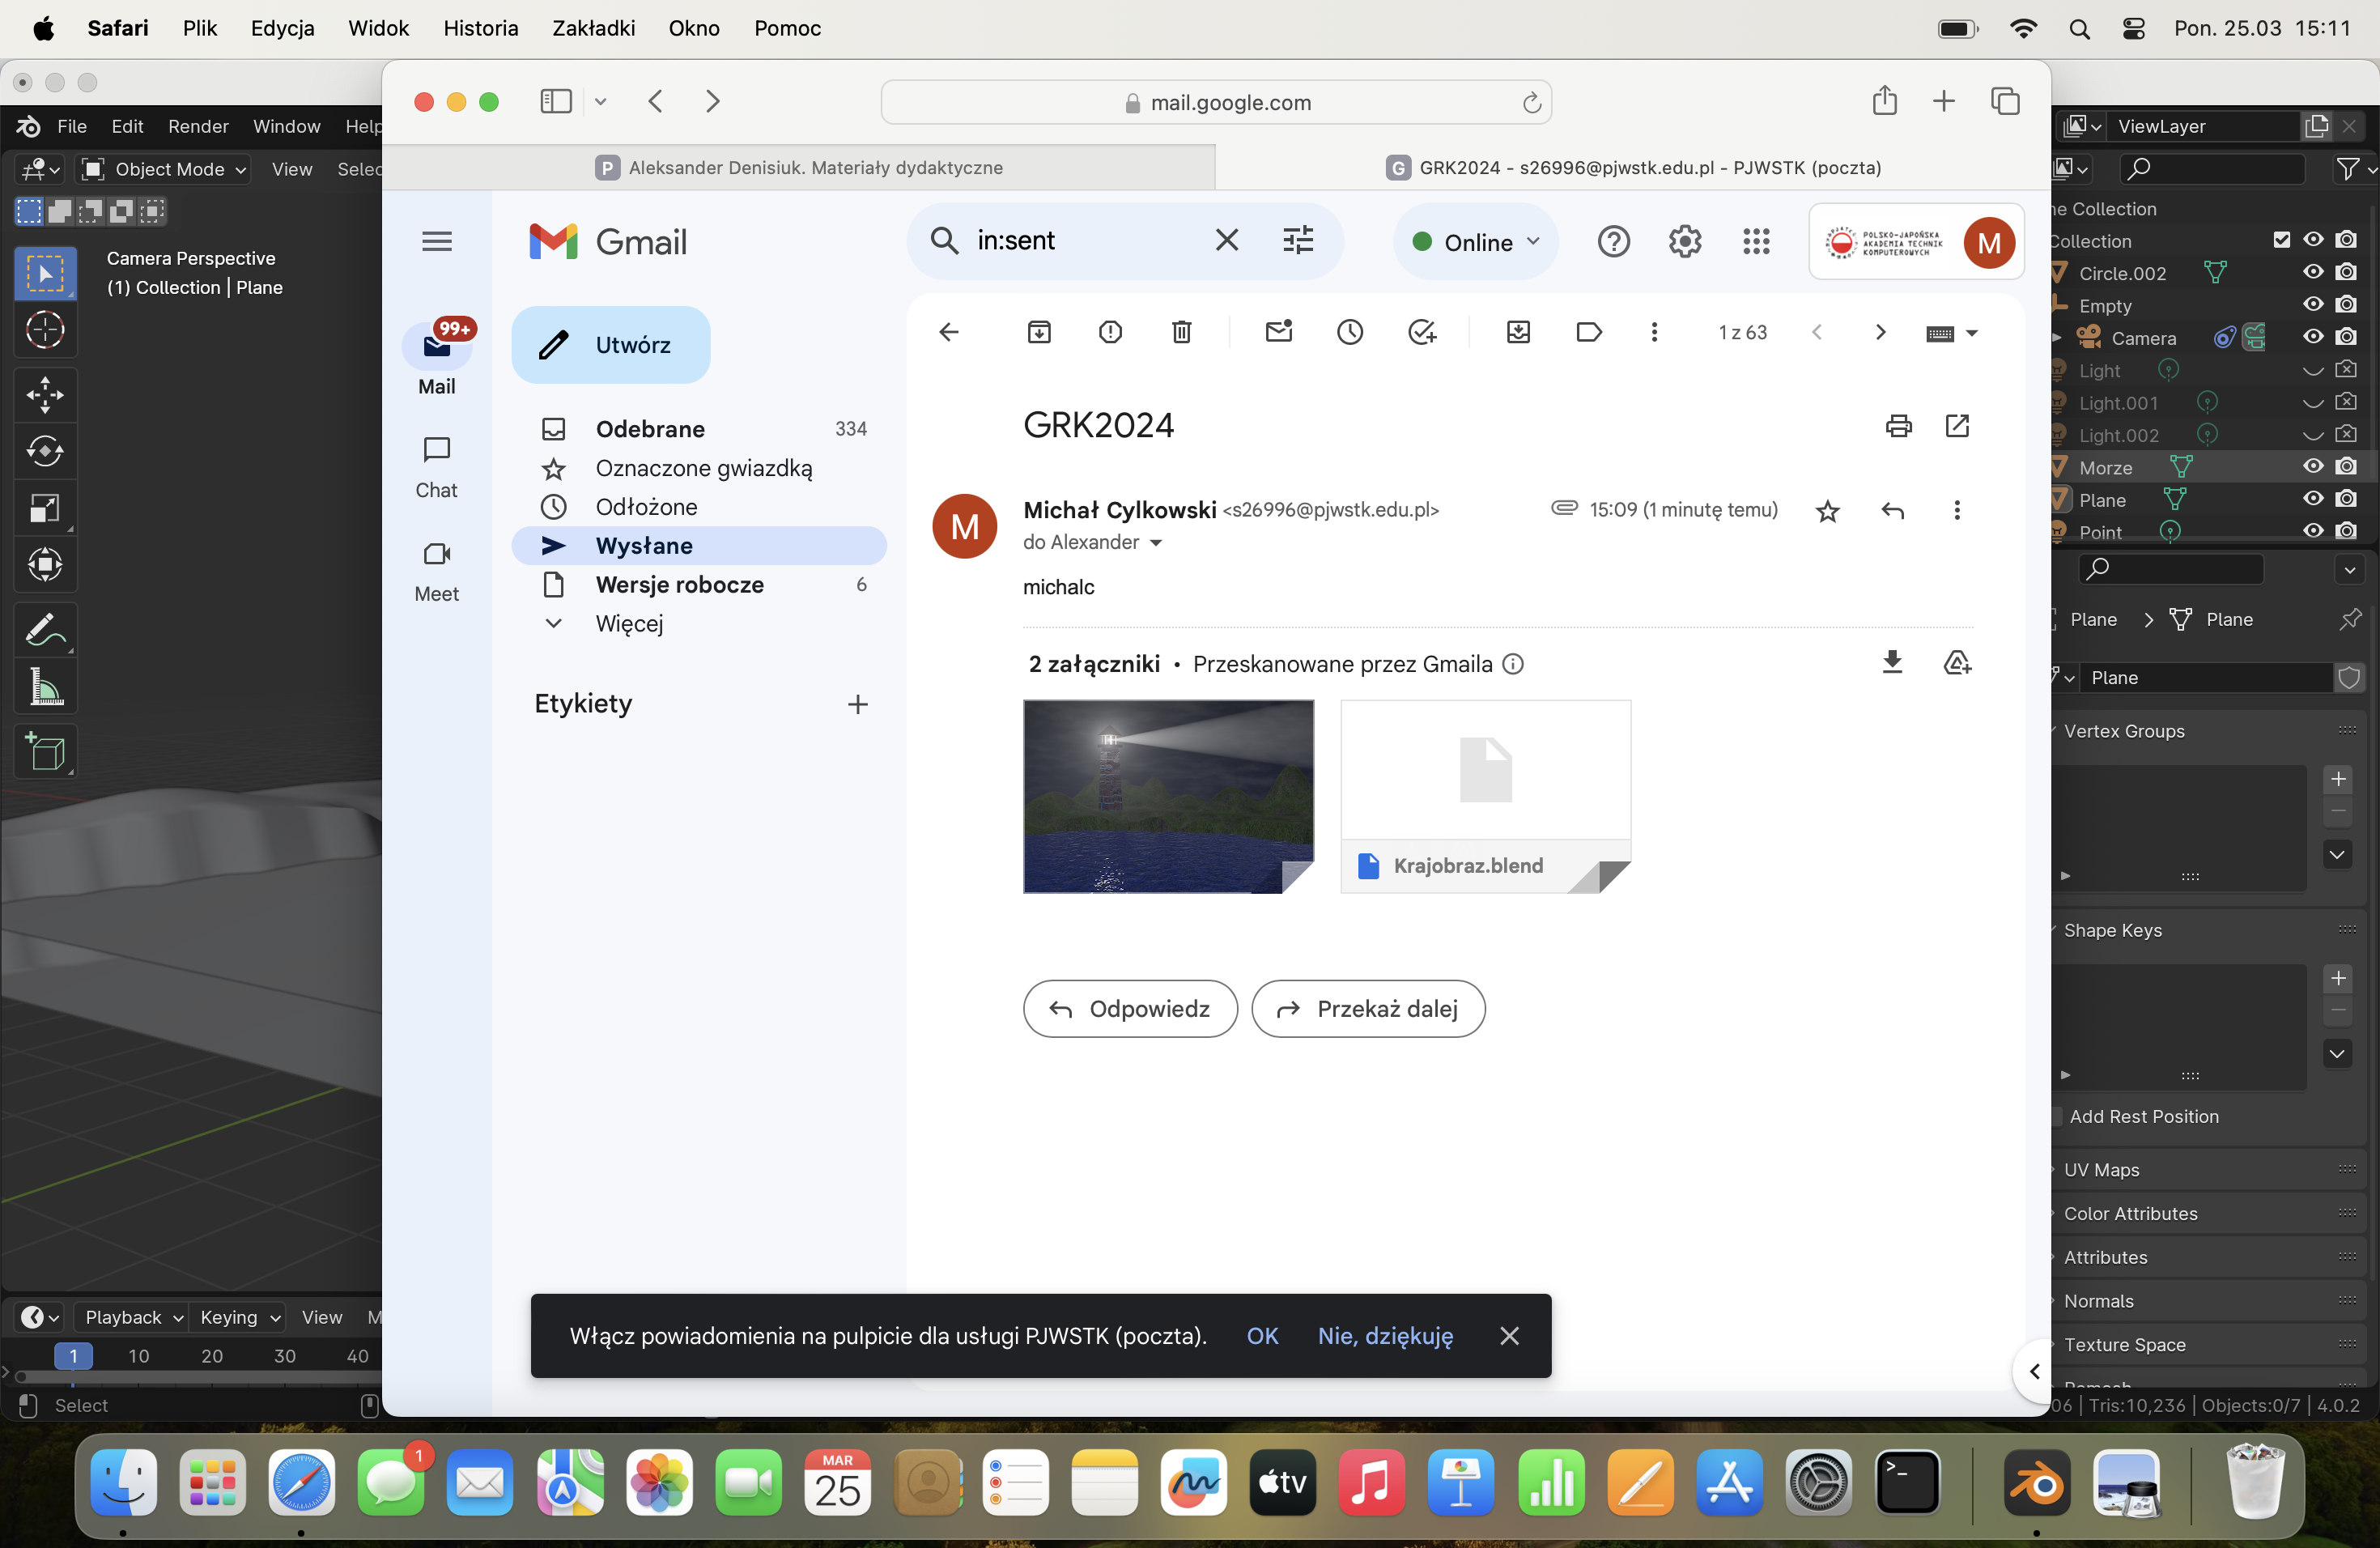 Safari Plik Edycja Widok Historia Zakładki Okno Pomoc
Pon. 25.03 15:11
mail.google.com
P Aleksander Denisiuk. Materiały dydaktyczne
G GRK2024 - s26996@pjwstk.edu.pl - PJWSTK (poczta)
File Edit Render Window Help
Object Mode View Selec
Camera Perspective
(1) Collection | Plane
Gmail
in:sent
Online
POLSKO-JAPOŃSKA
AKADEMIA TECHNIK
KOMPUTEROWYCH
M
99+
Mail
Chat
Meet
Utwórz
Odebrane 334
Oznaczone gwiazdką
Odłożone
Wysłane
Wersje robocze 6
Więcej
Etykiety
1 z 63
GRK2024
M
Michał Cylkowski <s26996@pjwstk.edu.pl>
15:09 (1 minutę temu)
do Alexander
michalc
2 załączniki • Przeskanowane przez Gmaila
Krajobraz.blend
Odpowiedz
Przekaż dalej
Włącz powiadomienia na pulpicie dla usługi PJWSTK (poczta). OK Nie, dziękuję
ViewLayer
ne Collection
Collection
Circle.002
Empty
Camera
Light
Light.001
Light.002
Morze
Plane
Point
Plane > Plane
Plane
Vertex Groups
Shape Keys
Add Rest Position
UV Maps
Color Attributes
Attributes
Normals
Texture Space
Playback Keying View M
1 10 20 30 40
Select
06 | Tris:10,236 | Objects:0/7 | 4.0.2
1
MAR
25
tv
>_